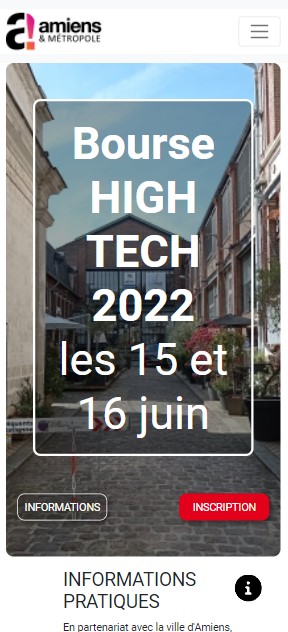 a! amiens
& MÉTROPOLE
Bourse
HIGH
TECH
2022
les 15 et
16 juin
INFORMATIONS
INSCRIPTION
INFORMATIONS
PRATIQUES
En partenariat avec la ville d'Amiens,